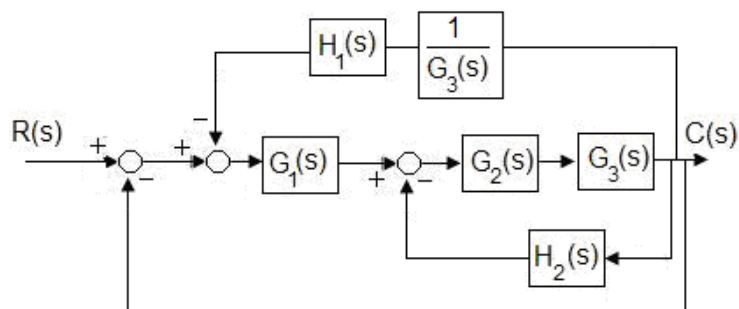 H₁(s)
1
G₃(s)
R(s)
+
−
+
−
G₁(s)
+
−
G₂(s)
G₃(s)
C(s)
H₂(s)